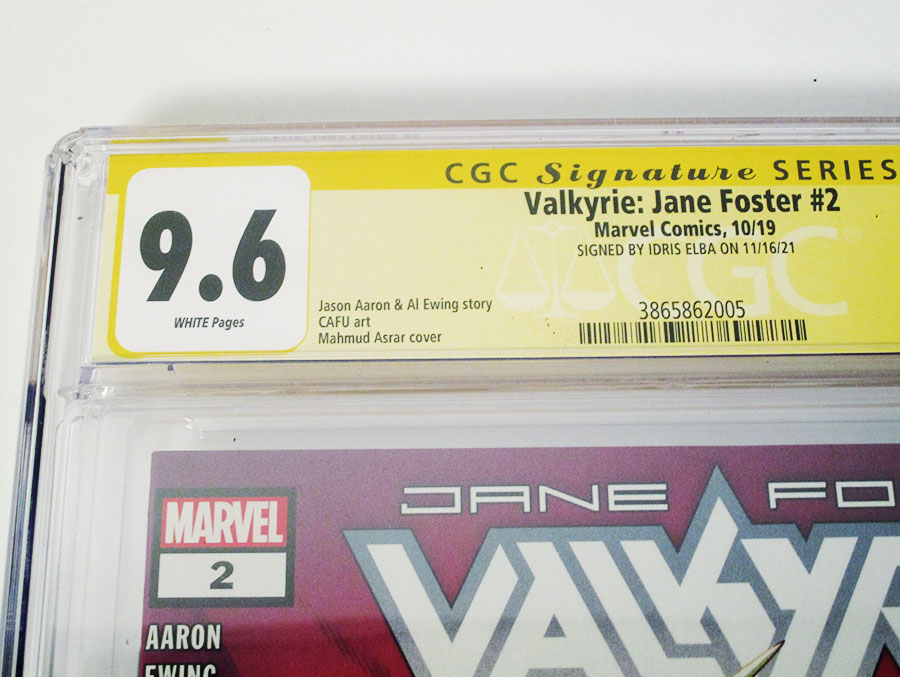 CGC Signature SERIES
Valkyrie: Jane Foster #2
Marvel Comics, 10/19
SIGNED BY IDRIS ELBA ON 11/16/21
9.6
WHITE Pages
Jason Aaron & Al Ewing story
CAFU art
Mahmud Asrar cover
CGC®
3865862005
JANE FO
VALKYR
MARVEL
2
AARON
EWING